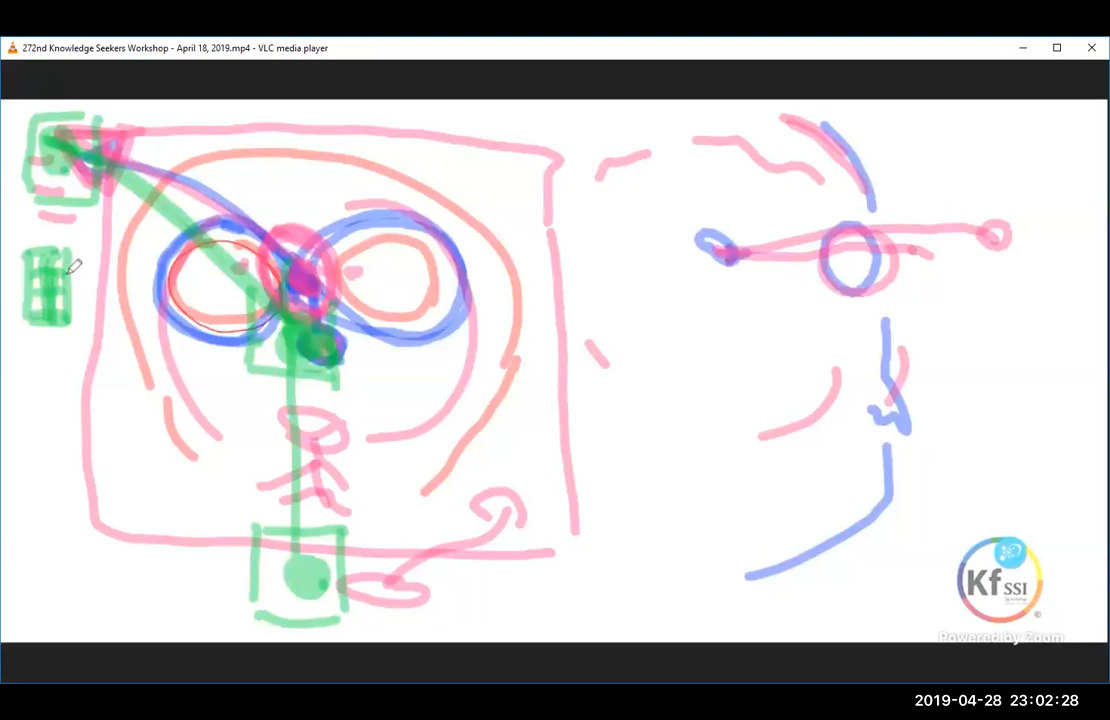 272nd Knowledge Seekers Workshop - April 18, 2019.mp4 - VLC media player
Kf SSI
Powered by Zoom
2019-04-28 23:02:28